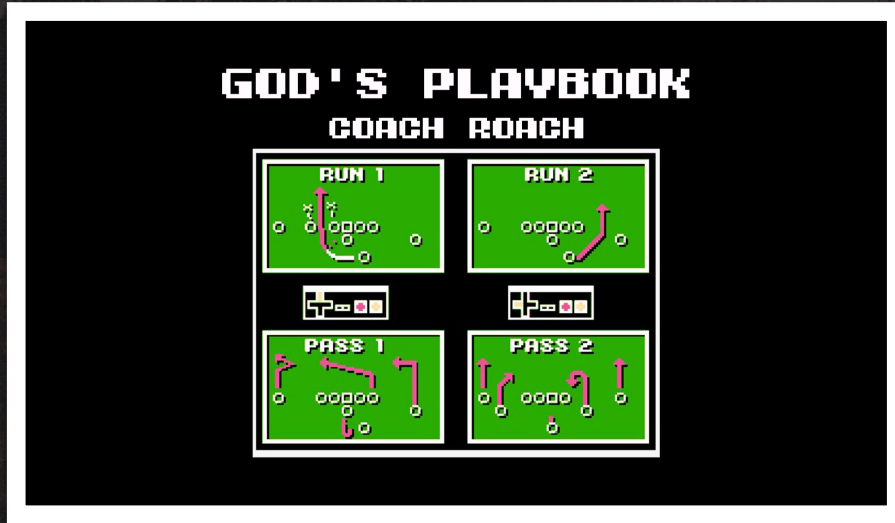 GOD'S PLAYBOOK
COACH ROACH
RUN 1
RUN 2
PASS 1
PASS 2